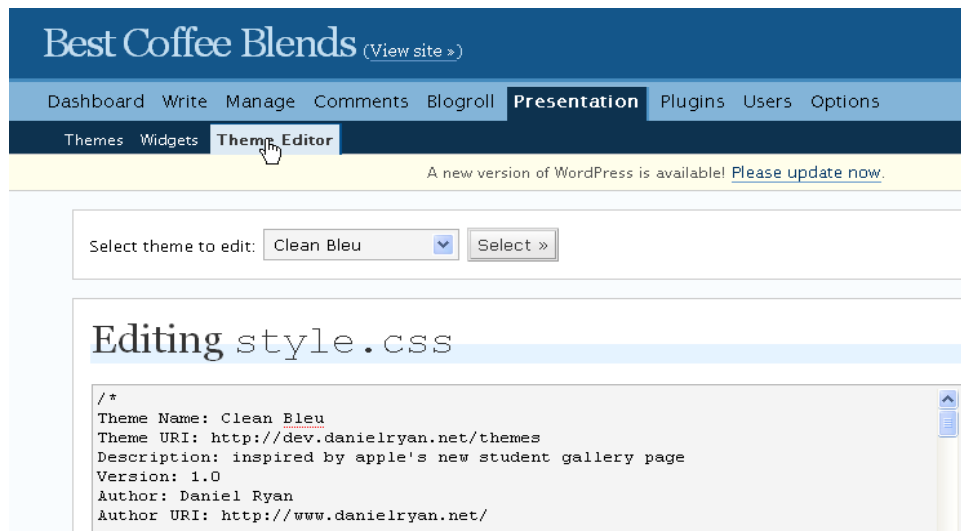 Best Coffee Blends (View site »)
Dashboard Write Manage Comments Blogroll Presentation Plugins Users Options
Themes Widgets Theme Editor
A new version of WordPress is available! Please update now.
Select theme to edit: Clean Bleu Select »
Editing style.css
/*
Theme Name: Clean Bleu
Theme URI: http://dev.danielryan.net/themes
Description: inspired by apple's new student gallery page
Version: 1.0
Author: Daniel Ryan
Author URI: http://www.danielryan.net/